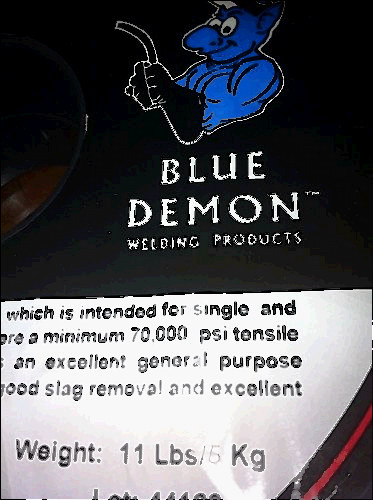 BLUE
DEMON™
WELDING PRODUCTS
which is intended for single and
a minimum 70,000 psi tensile
an excellent general purpose
good slag removal and excellent
Weight: 11 Lbs/5 Kg